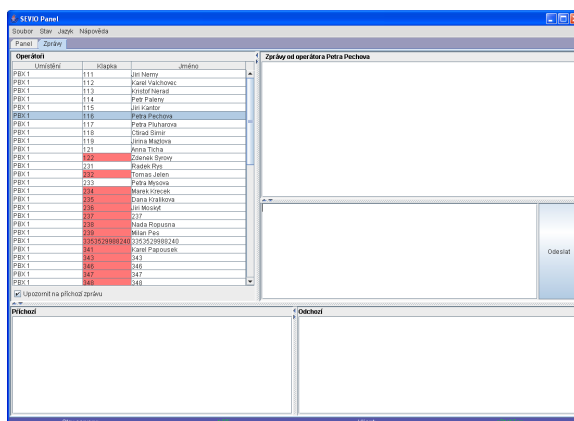 SEVIO Panel
Soubor Stav Jazyk Nápověda
Panel Zprávy
Operátoři
Umístění Klapka Jméno
PBX 1 111 Jiri Nemy
PBX 1 112 Karel Valchovec
PBX 1 113 Kristof Nerad
PBX 1 114 Petr Paleny
PBX 1 115 Jiri Kantor
PBX 1 116 Petra Pechova
PBX 1 117 Petra Pluharova
PBX 1 118 Ctirad Simir
PBX 1 119 Jirina Mazlova
PBX 1 121 Anna Ticha
PBX 1 122 Zdenek Syrovy
PBX 1 231 Radek Rys
PBX 1 232 Tomas Jelen
PBX 1 233 Petra Mysova
PBX 1 234 Marek Krecek
PBX 1 235 Dana Kralikova
PBX 1 236 Jiri Moskyt
PBX 1 237 237
PBX 1 238 Nada Ropusna
PBX 1 239 Milan Pes
PBX 1 3353529988240 3353529988240
PBX 1 341 Karel Papousek
PBX 1 343 343
PBX 1 346 346
PBX 1 347 347
PBX 1 348 348
Upozornit na příchozí zprávu
Zprávy od operátora Petra Pechova
Odeslat
Příchozí
Odchozí